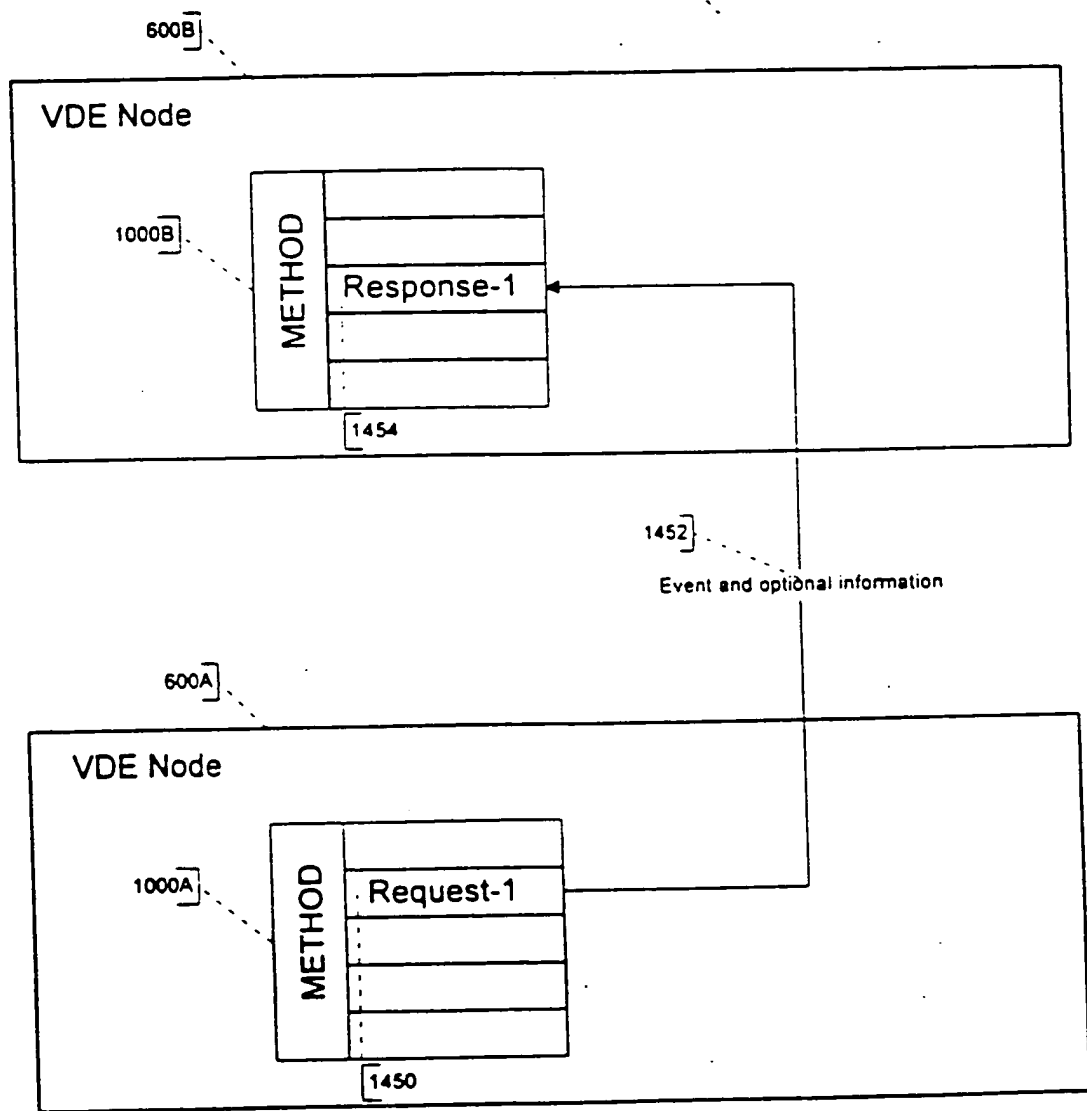 600B
VDE Node
1000B
METHOD
Response-1
1454
1452
Event and optional information
600A
VDE Node
1000A
METHOD
Request-1
1450